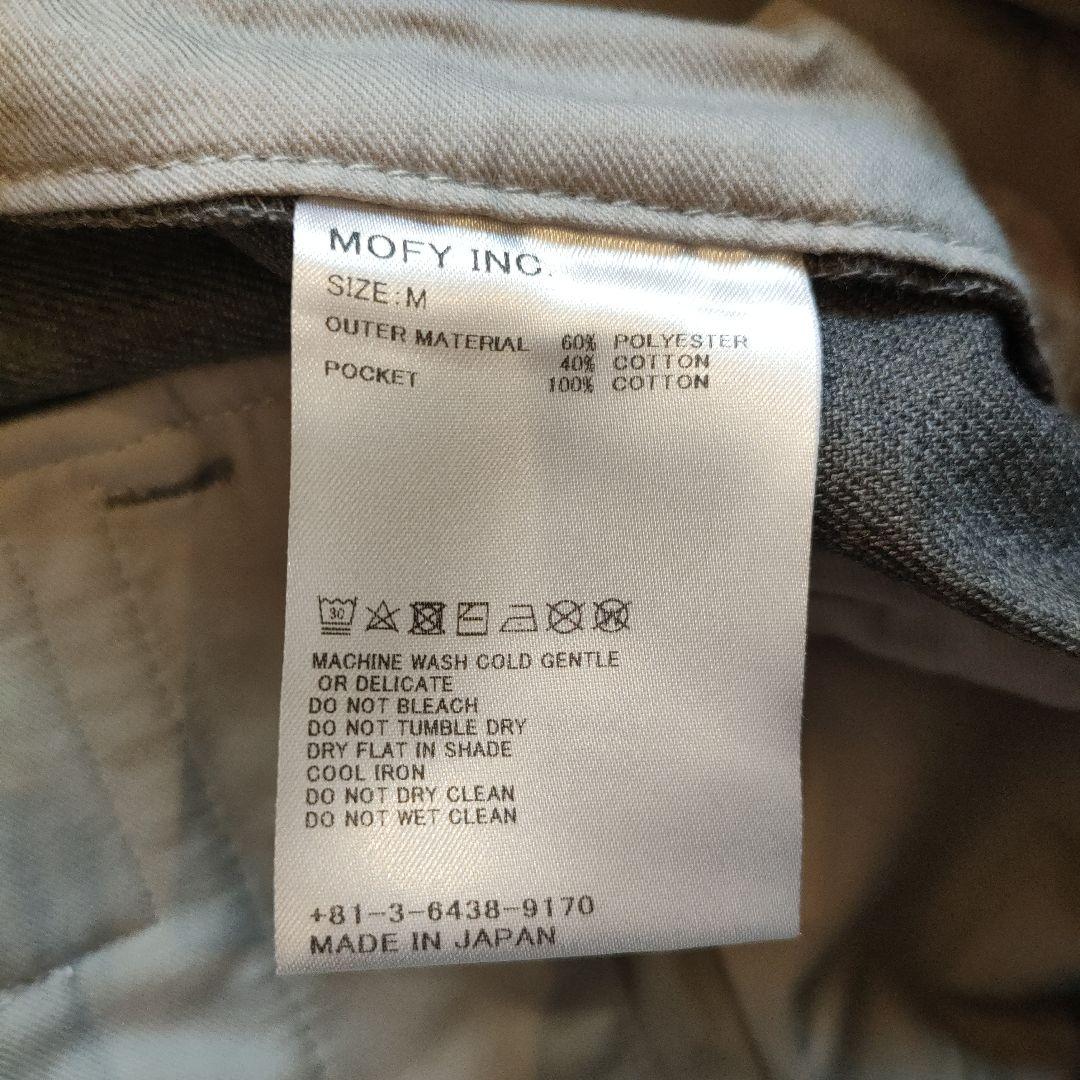 MOFY INC.
SIZE:M
OUTER MATERIAL 60% POLYESTER
40% COTTON
POCKET 100% COTTON
30
MACHINE WASH COLD GENTLE
OR DELICATE
DO NOT BLEACH
DO NOT TUMBLE DRY
DRY FLAT IN SHADE
COOL IRON
DO NOT DRY CLEAN
DO NOT WET CLEAN
+81-3-6438-9170
MADE IN JAPAN